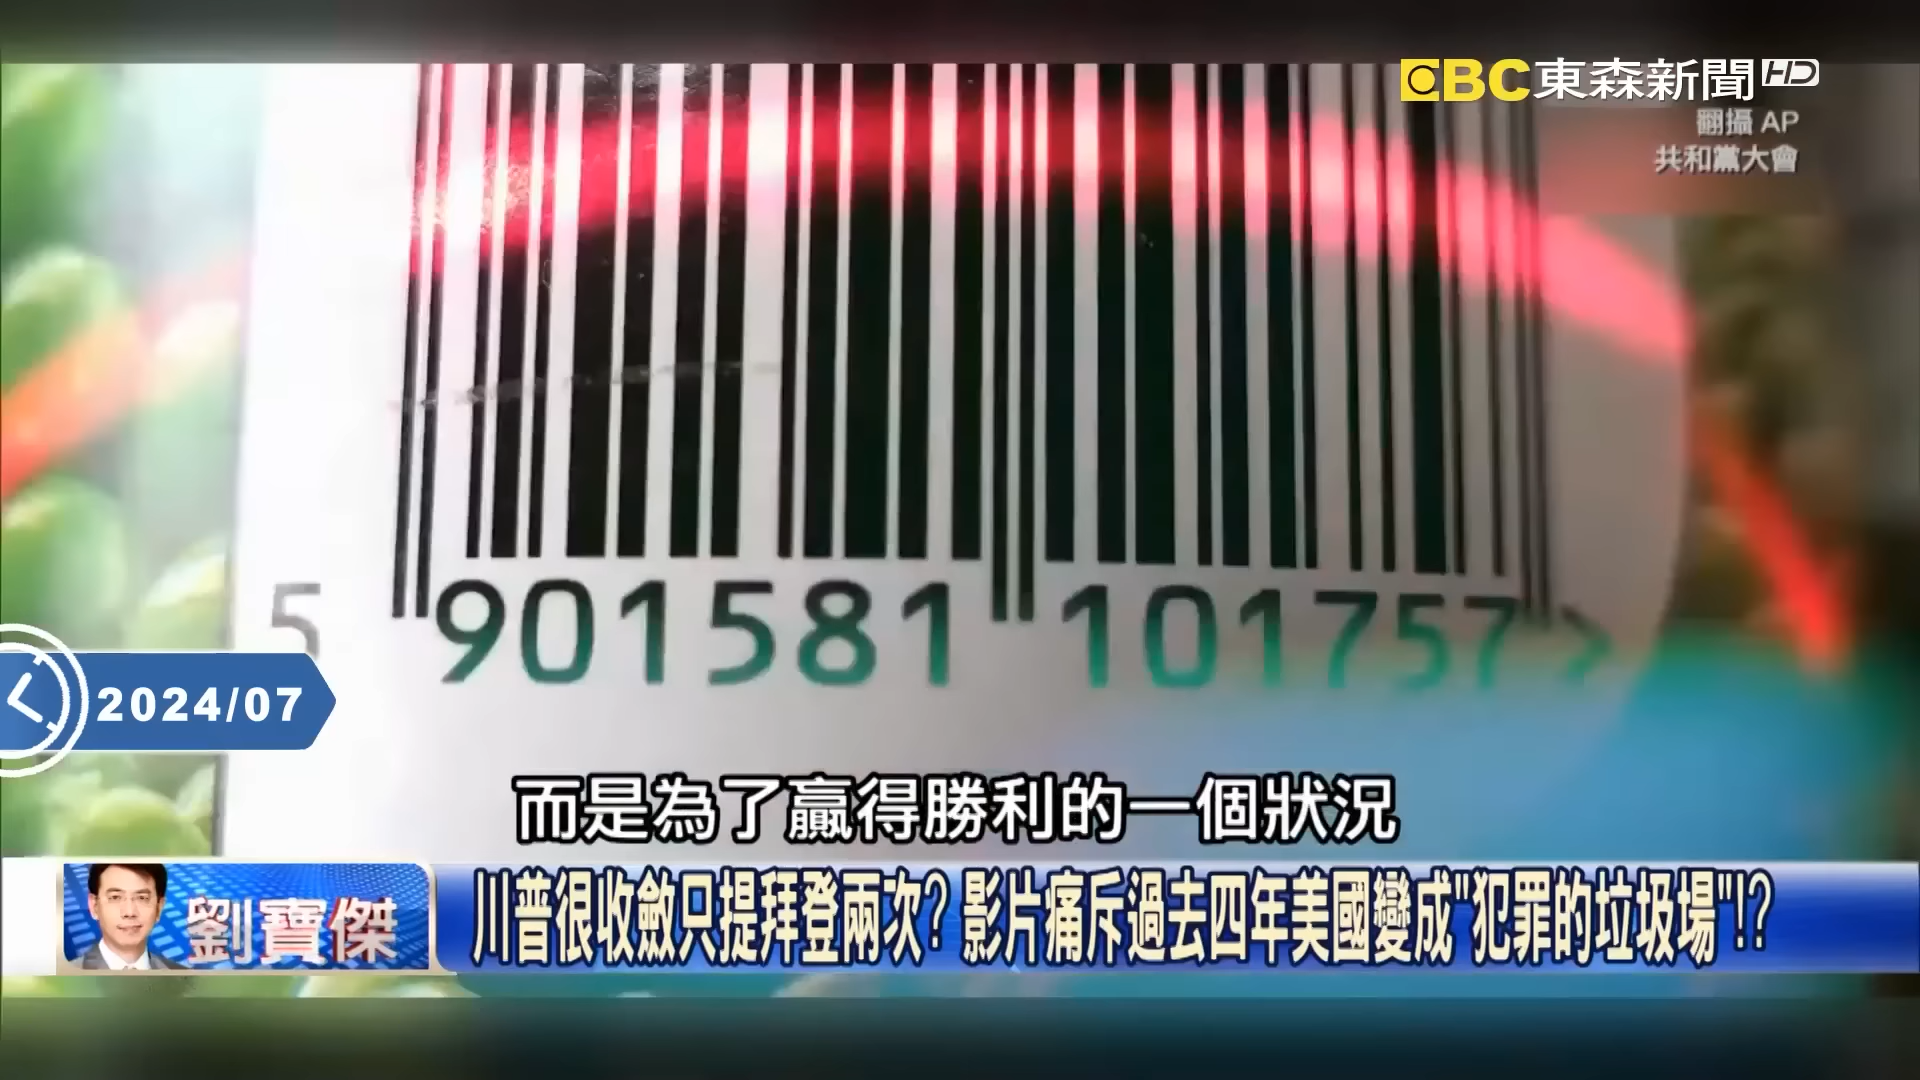 EBC東森新聞HD
翻攝 AP
共和黨大會
5 901581 101757 >
2024/07
而是為了贏得勝利的一個狀況
劉寶傑
川普很收斂只提拜登兩次? 影片痛斥過去四年美國變成"犯罪的垃圾場"!?